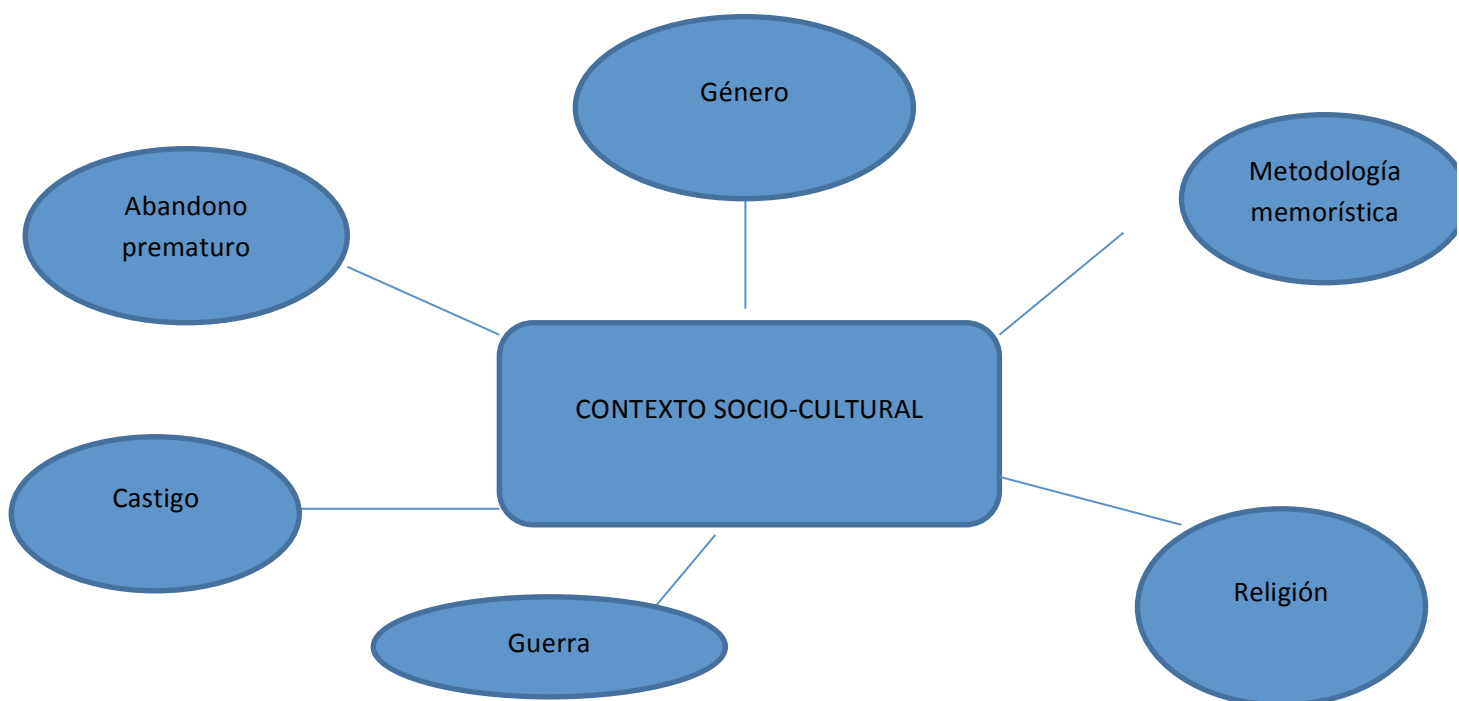 Género
Metodología
memorística
Abandono
prematuro
CONTEXTO SOCIO-CULTURAL
Castigo
Religión
Guerra